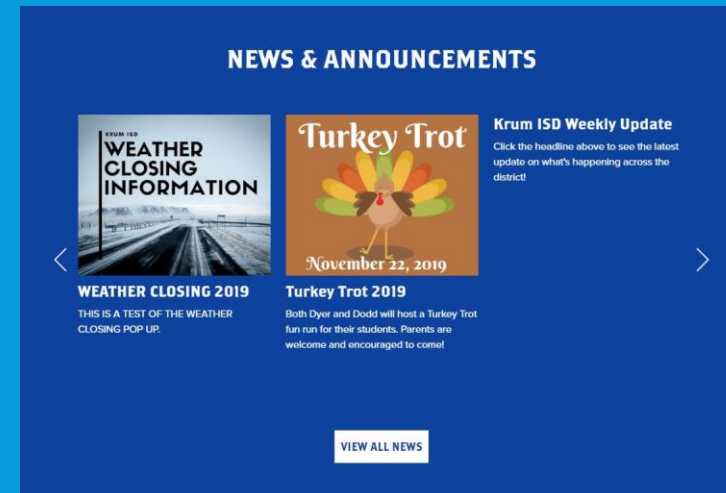 NEWS & ANNOUNCEMENTS
KRUM ISD
WEATHER
CLOSING
INFORMATION
WEATHER CLOSING 2019
THIS IS A TEST OF THE WEATHER
CLOSING POP UP.
Turkey Trot
November 22, 2019
Turkey Trot 2019
Both Dyer and Dodd will host a Turkey Trot
fun run for their students. Parents are
welcome and encouraged to come!
Krum ISD Weekly Update
Click the headline above to see the latest
update on what's happening across the
district!
VIEW ALL NEWS